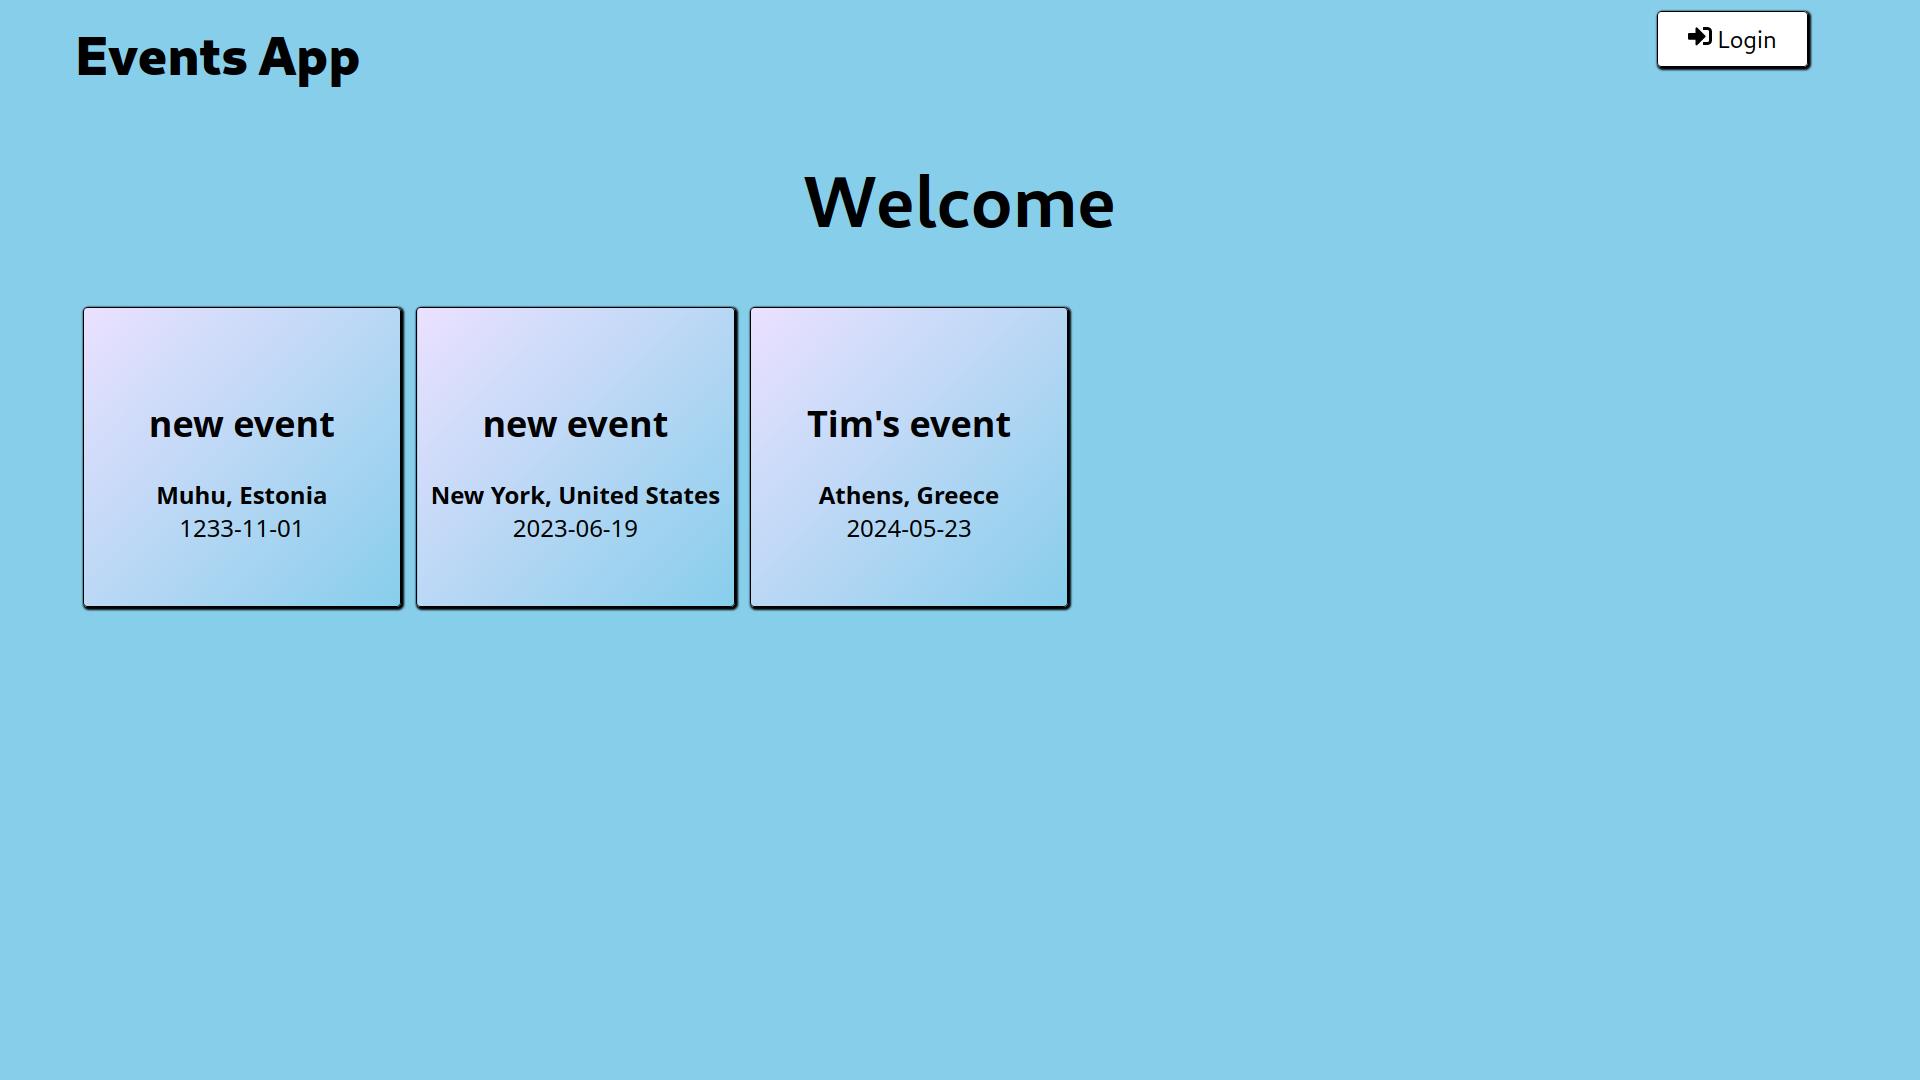 Events App
Login
Welcome
new event
Muhu, Estonia
1233-11-01
new event
New York, United States
2023-06-19
Tim's event
Athens, Greece
2024-05-23